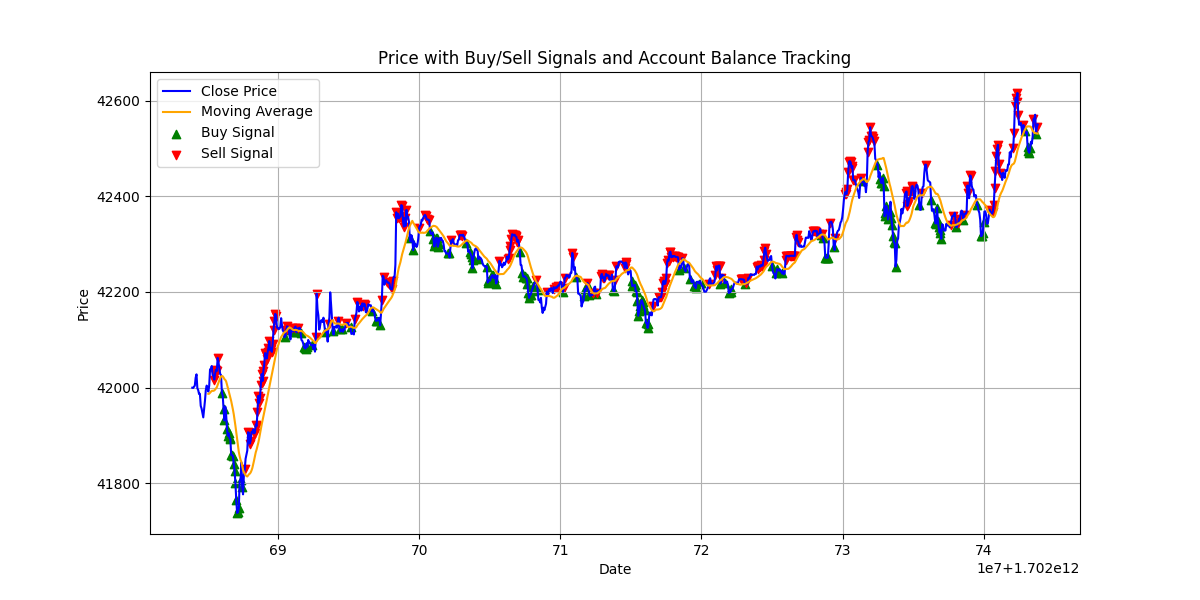 Price with Buy/Sell Signals and Account Balance Tracking
Close Price
Moving Average
Buy Signal
Sell Signal
42600
42400
42200
42000
41800
Price
69 70 71 72 73 74
Date
1e7+1.702e12